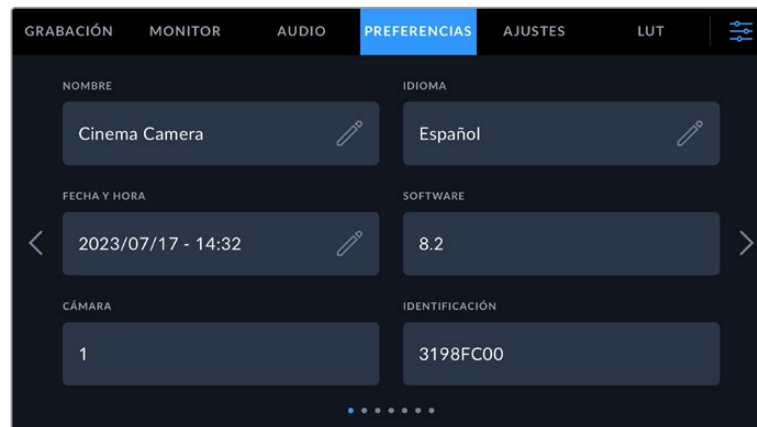 GRABACIÓN MONITOR AUDIO PREFERENCIAS AJUSTES LUT
NOMBRE IDIOMA
Cinema Camera Español
FECHA Y HORA SOFTWARE
2023/07/17 - 14:32 8.2
CÁMARA IDENTIFICACIÓN
1 3198FC00